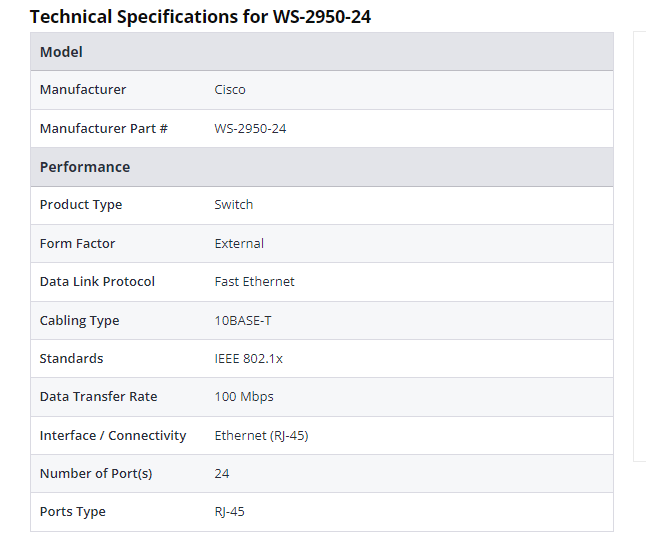 Technical Specifications for WS-2950-24
Model
Manufacturer Cisco
Manufacturer Part # WS-2950-24
Performance
Product Type Switch
Form Factor External
Data Link Protocol Fast Ethernet
Cabling Type 10BASE-T
Standards IEEE 802.1x
Data Transfer Rate 100 Mbps
Interface / Connectivity Ethernet (RJ-45)
Number of Port(s) 24
Ports Type RJ-45